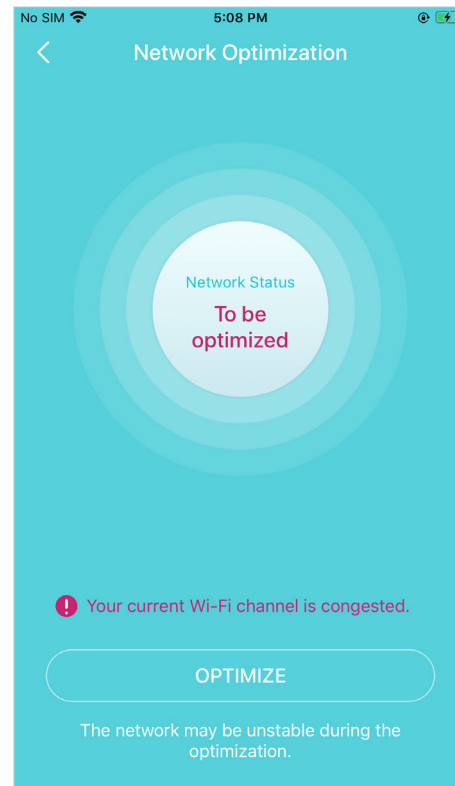 No SIM 5:08 PM
Network Optimization
Network Status
To be
optimized
Your current Wi-Fi channel is congested.
OPTIMIZE
The network may be unstable during the
optimization.